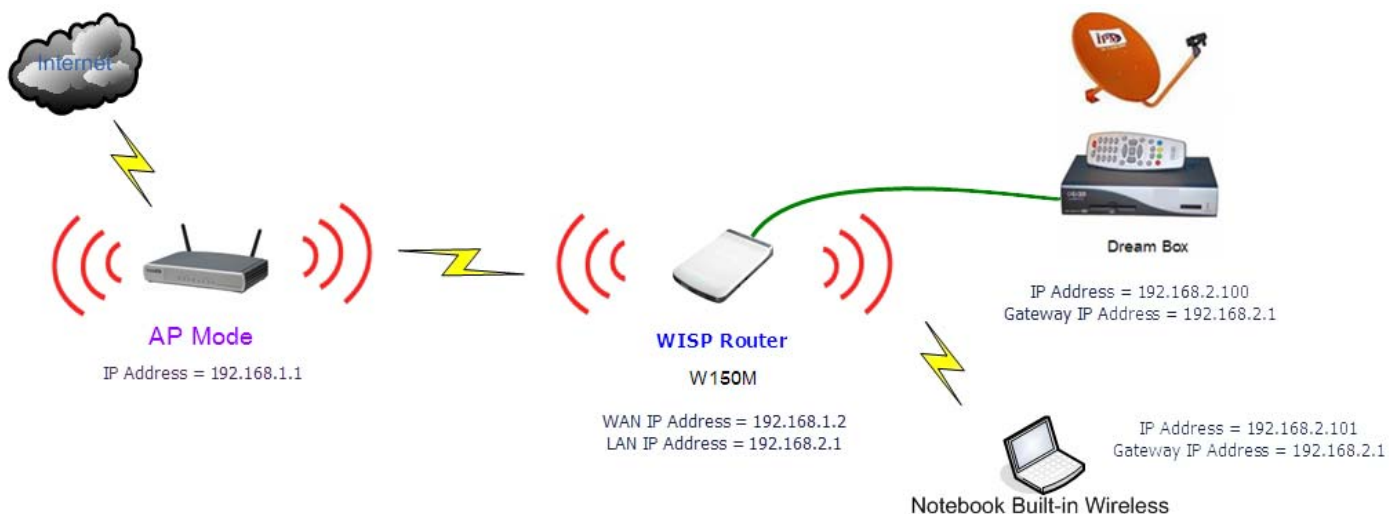 Internet
AP Mode
IP Address = 192.168.1.1
WISP Router
W150M
WAN IP Address = 192.168.1.2
LAN IP Address = 192.168.2.1
Dream Box
IP Address = 192.168.2.100
Gateway IP Address = 192.168.2.1
IP Address = 192.168.2.101
Gateway IP Address = 192.168.2.1
Notebook Built-in Wireless